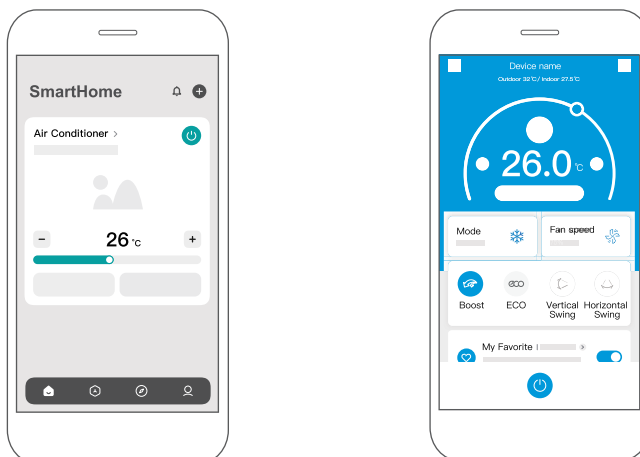 SmartHome
Air Conditioner >
- 26 °C +
Device name
Outdoor 32℃/ Indoor 27.5℃
26.0 ℃
Mode
Fan speed
Boost
eco
ECO
Vertical Swing
Horizontal Swing
My Favorite